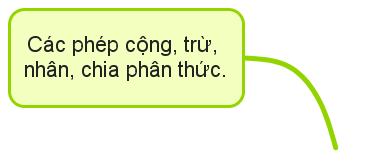 Các phép cộng, trừ,
nhân, chia phân thức.